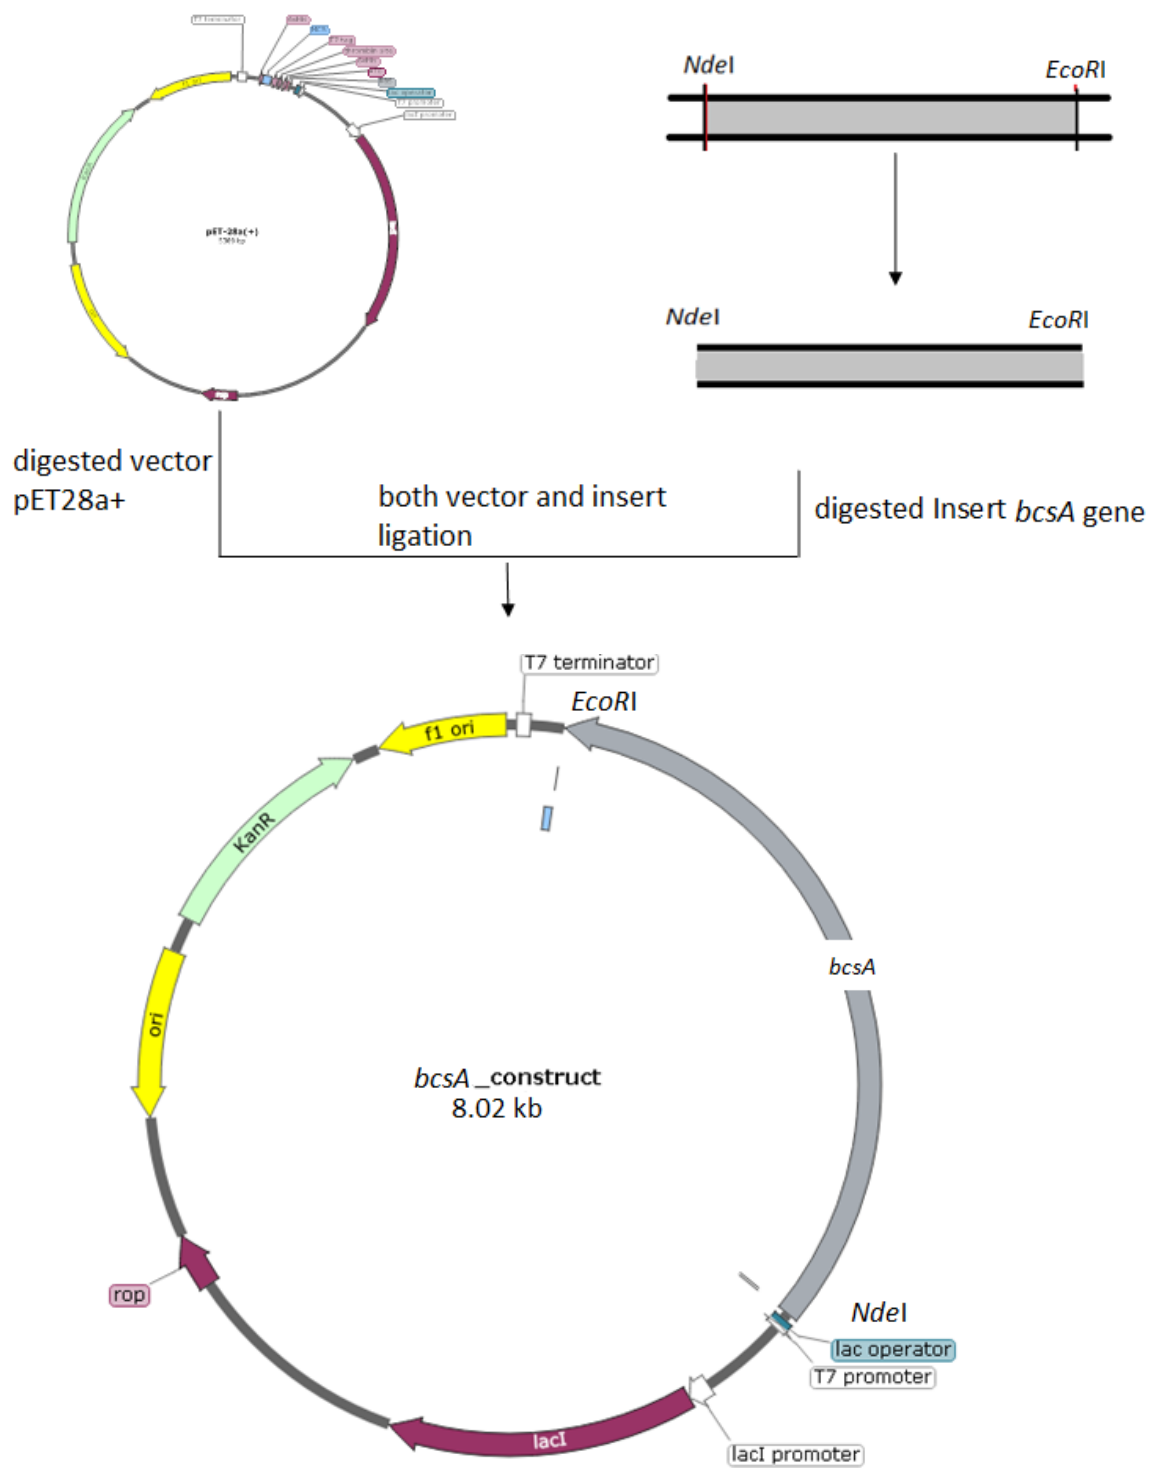 T7 terminator
lac operator
T7 promoter
lacI promoter
pET-28a(+)
NdeI
EcoRI
NdeI
EcoRI
digested vector
pET28a+
both vector and insert
ligation
digested Insert bcsA gene
T7 terminator
EcoRI
f1 ori
KanR
ori
bcsA
bcsA_construct
8.02 kb
rop
NdeI
lac operator
T7 promoter
lacI
lacI promoter